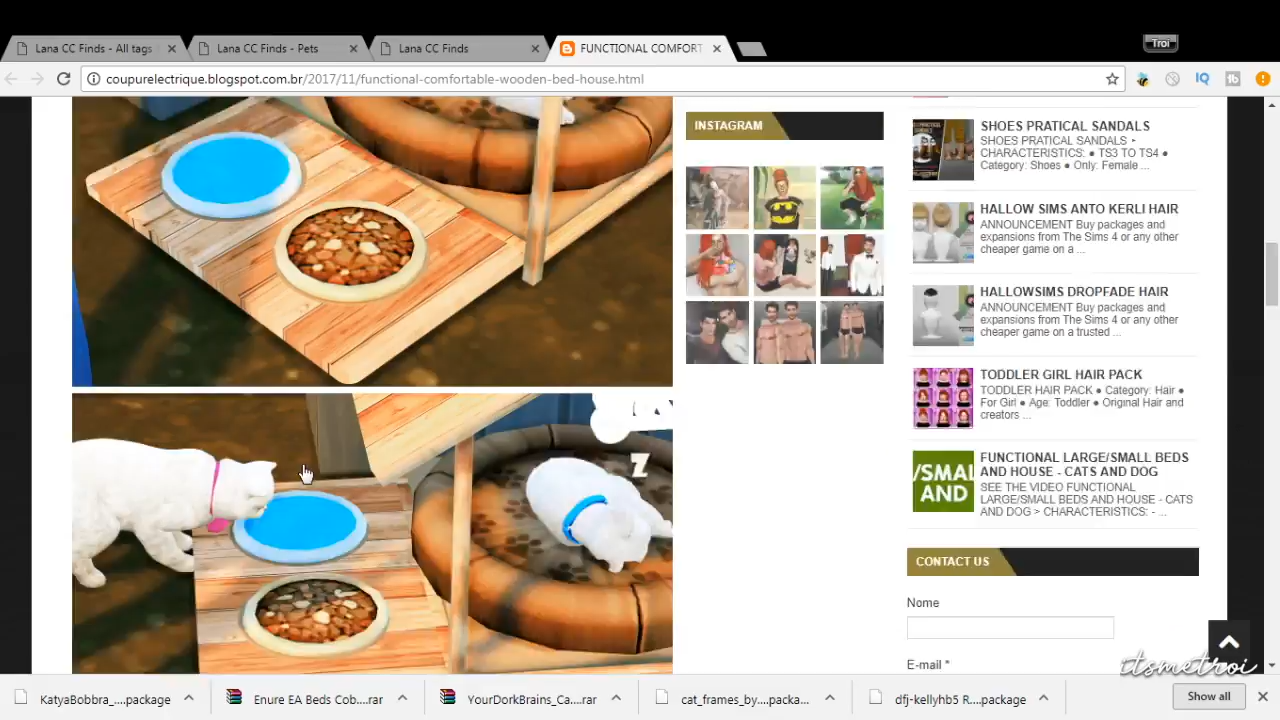 Troi
Lana CC Finds - All tags
Lana CC Finds - Pets
Lana CC Finds
FUNCTIONAL COMFORT
coupurelectrique.blogspot.com.br/2017/11/functional-comfortable-wooden-bed-house.html
IQ
INSTAGRAM
SHOES PRATICAL SANDALS
SHOES PRATICAL SANDALS •
CHARACTERISTICS: ● TS3 TO TS4 ●
Category: Shoes ● Only: Female ...
HALLOW SIMS ANTO KERLI HAIR
ANNOUNCEMENT Buy packages and
expansions from The Sims 4 or any other
cheaper game on a ...
HALLOWSIMS DROPFADE HAIR
ANNOUNCEMENT Buy packages and
expansions from The Sims 4 or any other
cheaper game on a trusted ...
TODDLER GIRL HAIR PACK
TODDLER HAIR PACK ● Category: Hair ●
For Girl ● Age: Toddler ● Original Hair and
creators ...
/SMAL
AND
FUNCTIONAL LARGE/SMALL BEDS
AND HOUSE - CATS AND DOG
SEE THE VIDEO FUNCTIONAL
LARGE/SMALL BEDS AND HOUSE - CATS
AND DOG > CHARACTERISTICS: - ...
Z
CONTACT US
Nome
E-mail *
itsmetroi
KatyaBobbra_....package
Enure EA Beds Cob....rar
YourDorkBrains_Ca....rar
cat_frames_by....packa...
dfj-kellyhb5 R....package
Show all